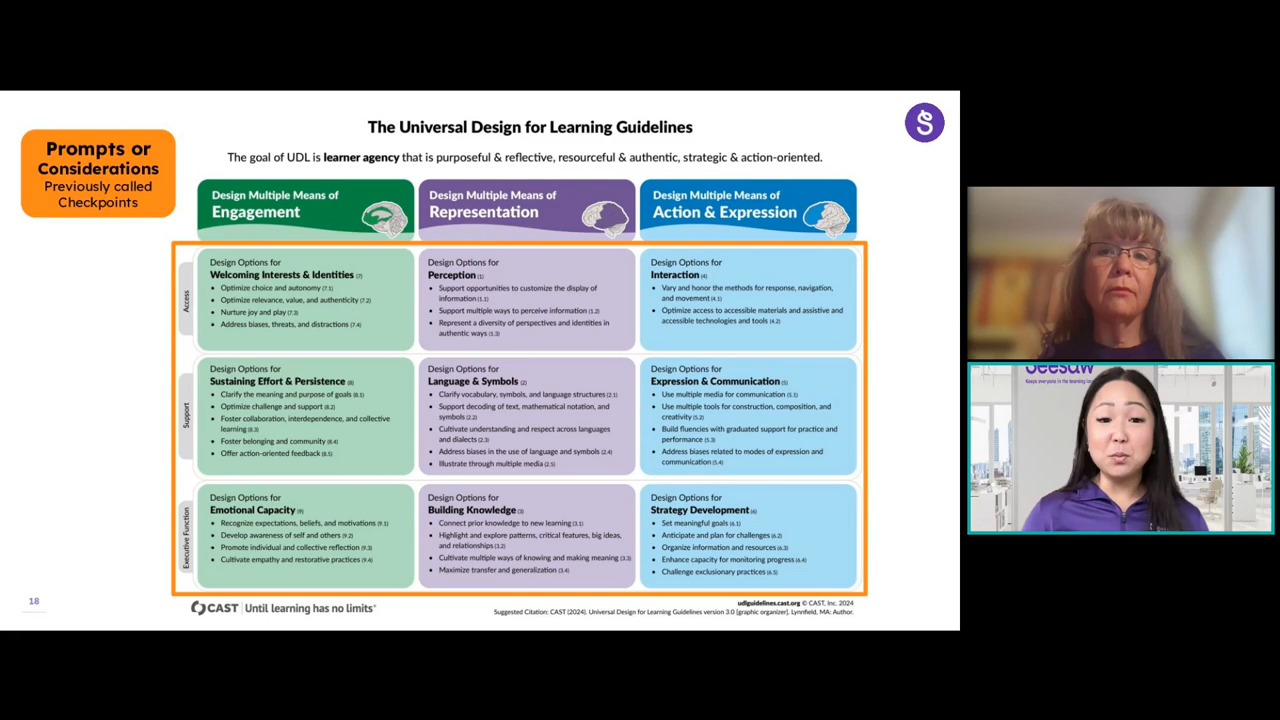 Prompts or
Considerations
Previously called
Checkpoints
The Universal Design for Learning Guidelines
The goal of UDL is learner agency that is purposeful & reflective, resourceful & authentic, strategic & action-oriented.
Design Multiple Means of
Engagement
Design Multiple Means of
Representation
Design Multiple Means of
Action & Expression
Access
Design Options for
Welcoming Interests & Identities (7)
• Optimize choice and autonomy (7.1)
• Optimize relevance, value, and authenticity (7.2)
• Nurture joy and play (7.3)
• Address biases, threats, and distractions (7.4)
Design Options for
Perception (1)
• Support opportunities to customize the display of
information (1.1)
• Support multiple ways to perceive information (1.2)
• Represent a diversity of perspectives and identities in
authentic ways (1.3)
Design Options for
Interaction (4)
• Vary and honor the methods for response, navigation,
and movement (4.1)
• Optimize access to accessible materials and assistive and
accessible technologies and tools (4.2)
Support
Design Options for
Sustaining Effort & Persistence (8)
• Clarify the meaning and purpose of goals (8.1)
• Optimize challenge and support (8.2)
• Foster collaboration, interdependence, and collective
learning (8.3)
• Foster belonging and community (8.4)
• Offer action-oriented feedback (8.5)
Design Options for
Language & Symbols (2)
• Clarify vocabulary, symbols, and language structures (2.1)
• Support decoding of text, mathematical notation, and
symbols (2.2)
• Cultivate understanding and respect across languages
and dialects (2.3)
• Address biases in the use of language and symbols (2.4)
• Illustrate through multiple media (2.5)
Design Options for
Expression & Communication (5)
• Use multiple media for communication (5.1)
• Use multiple tools for construction, composition, and
creativity (5.2)
• Build fluencies with graduated support for practice and
performance (5.3)
• Address biases related to modes of expression and
communication (5.4)
Executive Function
Design Options for
Emotional Capacity (9)
• Recognize expectations, beliefs, and motivations (9.1)
• Develop awareness of self and others (9.2)
• Promote individual and collective reflection (9.3)
• Cultivate empathy and restorative practices (9.4)
Design Options for
Building Knowledge (3)
• Connect prior knowledge to new learning (3.1)
• Highlight and explore patterns, critical features, big ideas,
and relationships (3.2)
• Cultivate multiple ways of knowing and making meaning (3.3)
• Maximize transfer and generalization (3.4)
Design Options for
Strategy Development (6)
• Set meaningful goals (6.1)
• Anticipate and plan for challenges (6.2)
• Organize information and resources (6.3)
• Enhance capacity for monitoring progress (6.4)
• Challenge exclusionary practices (6.5)
18
CAST | Until learning has no limits®
udlguidelines.cast.org © CAST, Inc. 2024
Suggested Citation: CAST (2024). Universal Design for Learning Guidelines version 3.0 [graphic organizer]. Lynnfield, MA: Author.
Seesaw
Keeps everyone in the learning